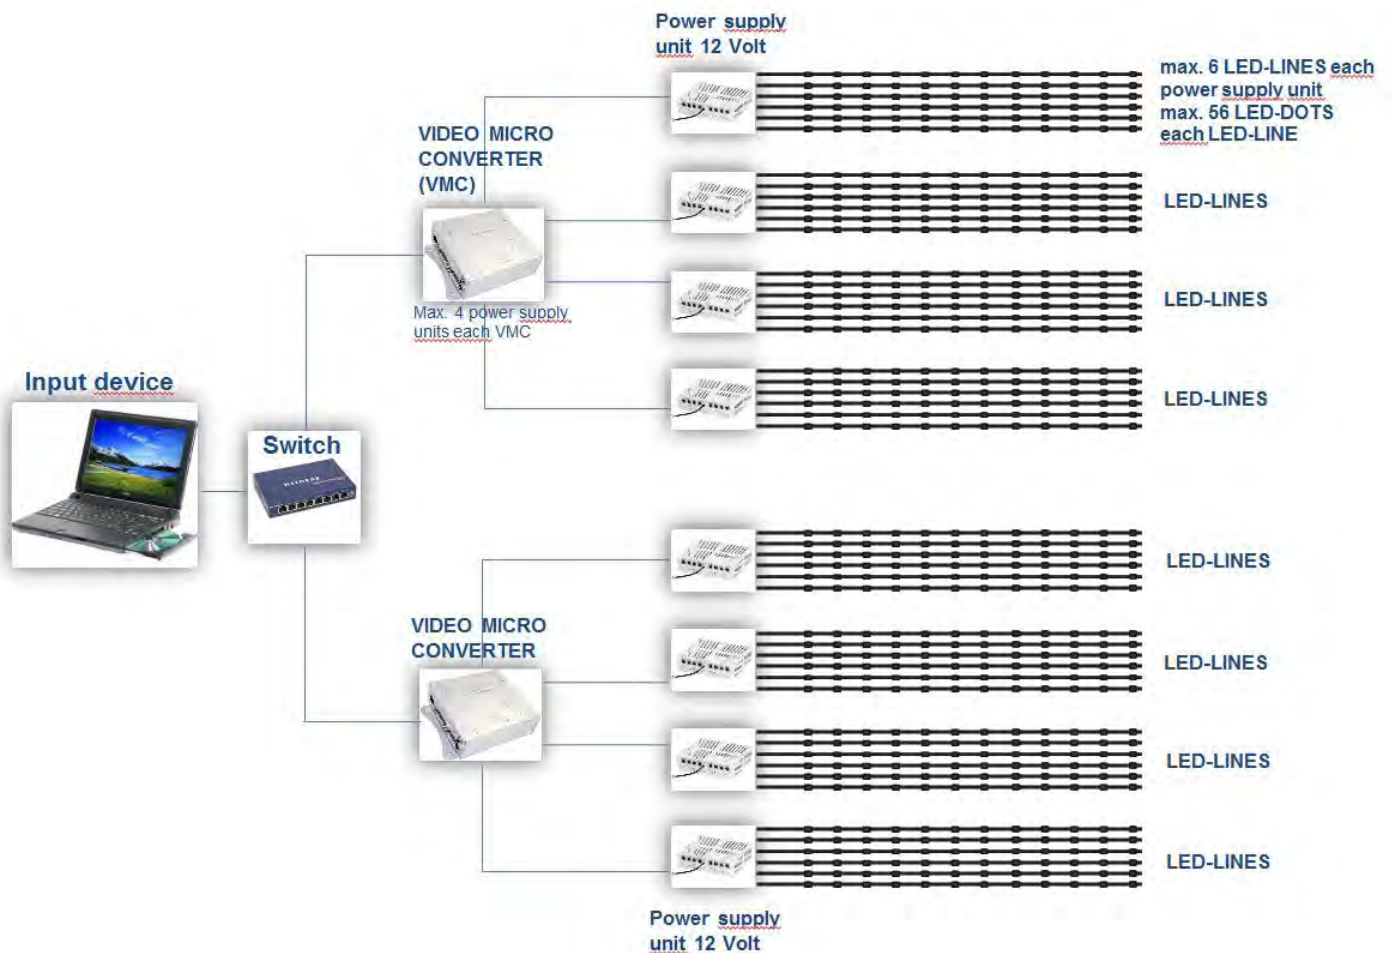 Power supply
unit 12 Volt
max. 6 LED-LINES each
power supply unit
max. 56 LED-DOTS
each LED-LINE
VIDEO MICRO
CONVERTER
(VMC)
LED-LINES
LED-LINES
Max. 4 power supply
units each VMC
LED-LINES
Input device
Switch
NETGEAR
LED-LINES
VIDEO MICRO
CONVERTER
LED-LINES
LED-LINES
LED-LINES
Power supply
unit 12 Volt